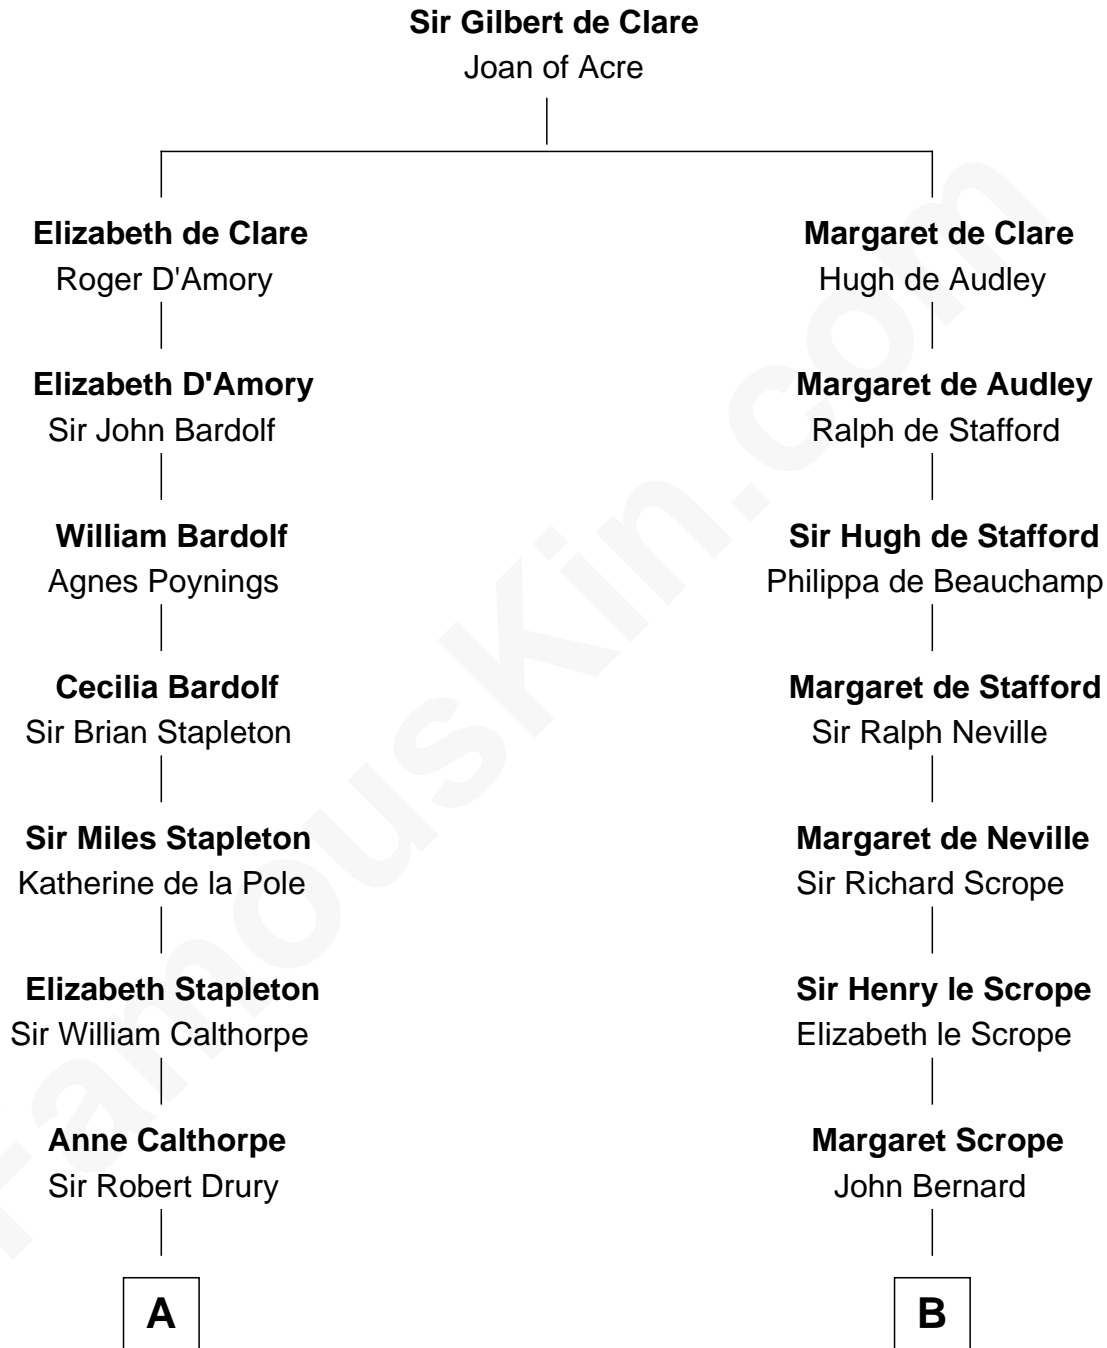 Sir Gilbert de Clare
Joan of Acre
Elizabeth de Clare
Roger D'Amory
Margaret de Clare
Hugh de Audley
Elizabeth D'Amory
Sir John Bardolf
Margaret de Audley
Ralph de Stafford
William Bardolf
Agnes Poynings
Sir Hugh de Stafford
Philippa de Beauchamp
Cecilia Bardolf
Sir Brian Stapleton
Margaret de Stafford
Sir Ralph Neville
Sir Miles Stapleton
Katherine de la Pole
Margaret de Neville
Sir Richard Scrope
Elizabeth Stapleton
Sir William Calthorpe
Sir Henry le Scrope
Elizabeth le Scrope
Anne Calthorpe
Sir Robert Drury
Margaret Scrope
John Bernard
A
B
FamousKin.com